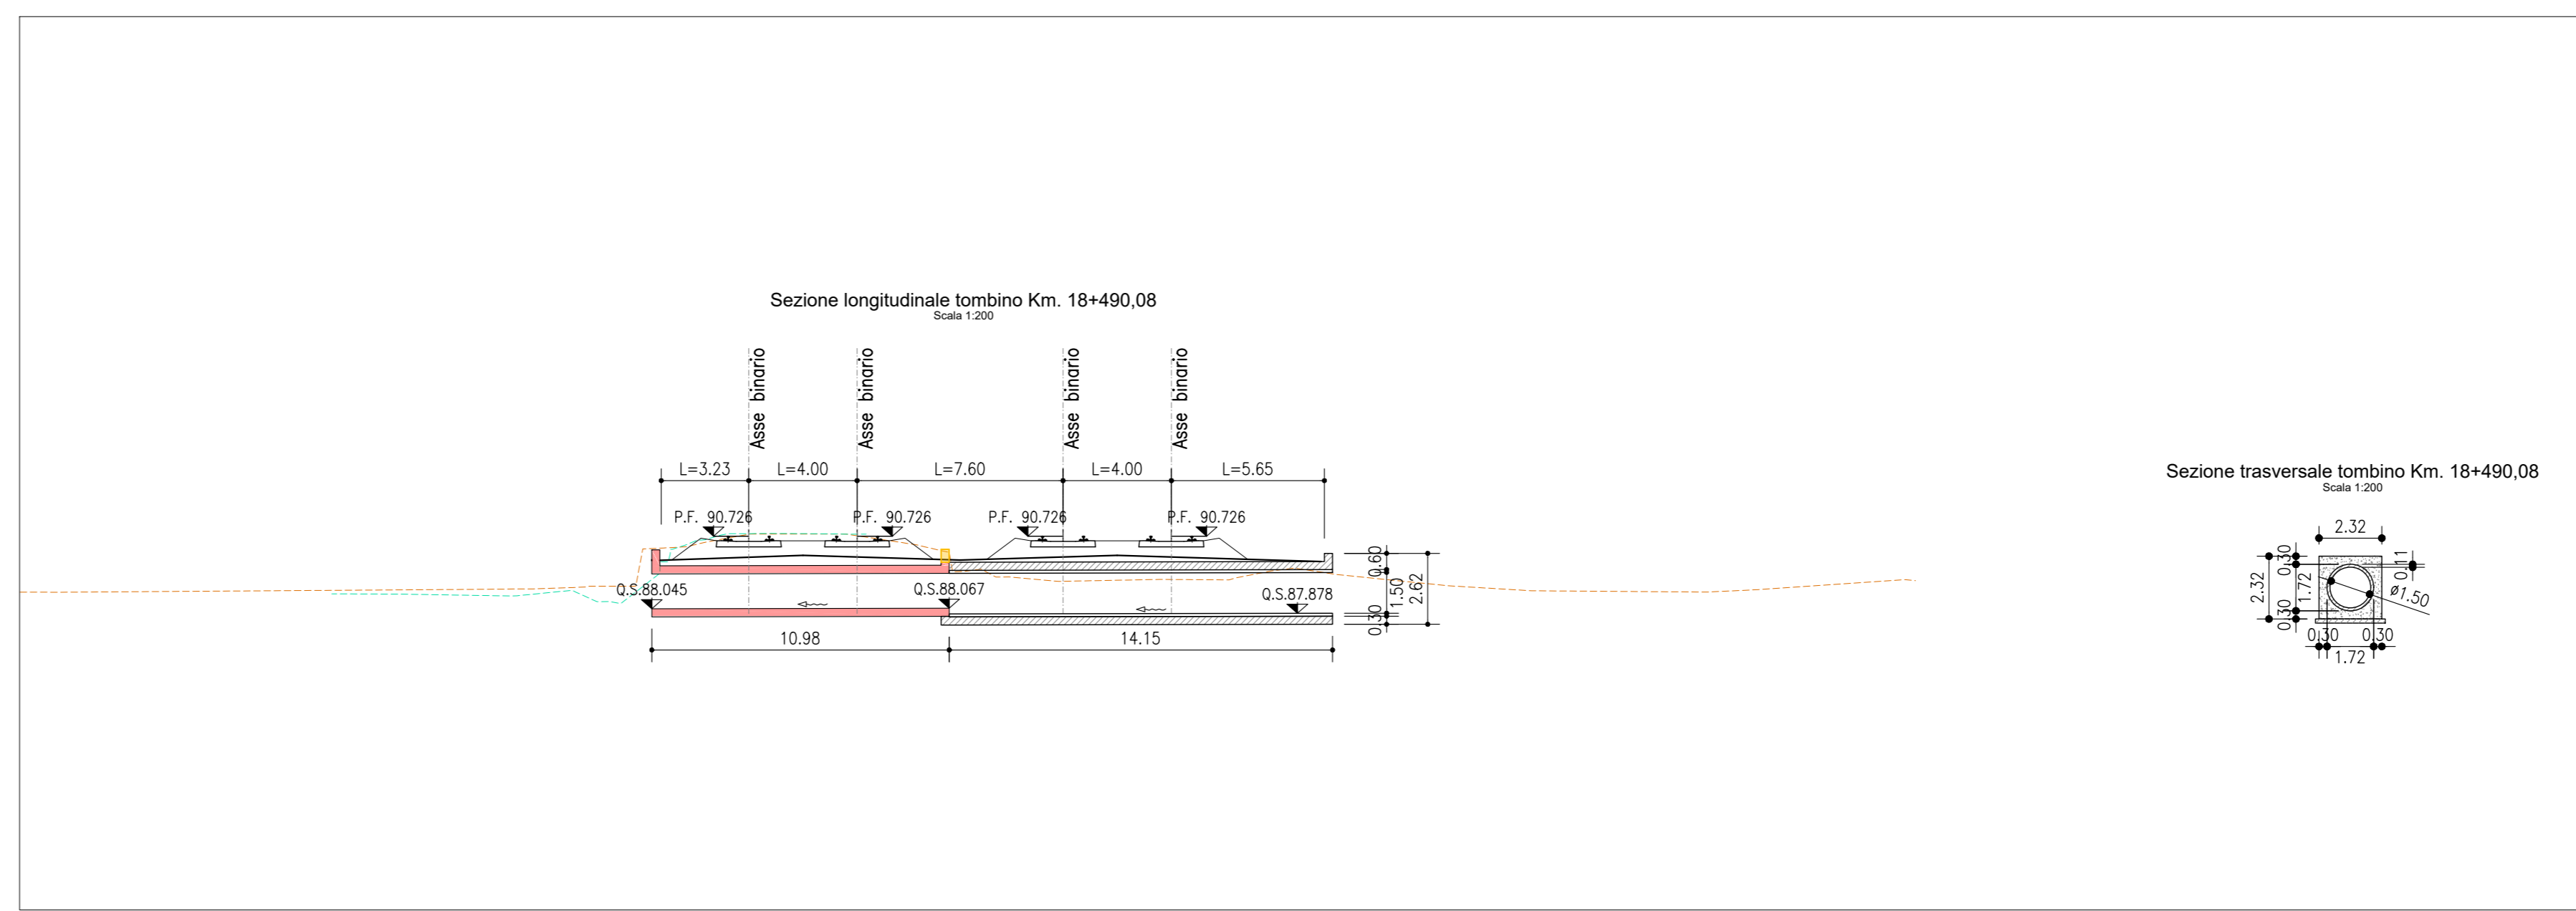 Sezione longitudinale tombino Km. 18+490,08
Scala 1:200
Asse binario
Asse binario
Asse binario
Asse binario
L=3.23
L=4.00
L=7.60
L=4.00
L=5.65
P.F. 90.726
P.F. 90.726
P.F. 90.726
P.F. 90.726
Q.S.88.045
Q.S.88.067
Q.S.87.878
0.60
1.50
2.62
0.30
10.98
14.15
Sezione trasversale tombino Km. 18+490,08
Scala 1:200
2.32
0.30
0.11
2.32
1.72
ø1.50
0.30
0.30
0.30
1.72